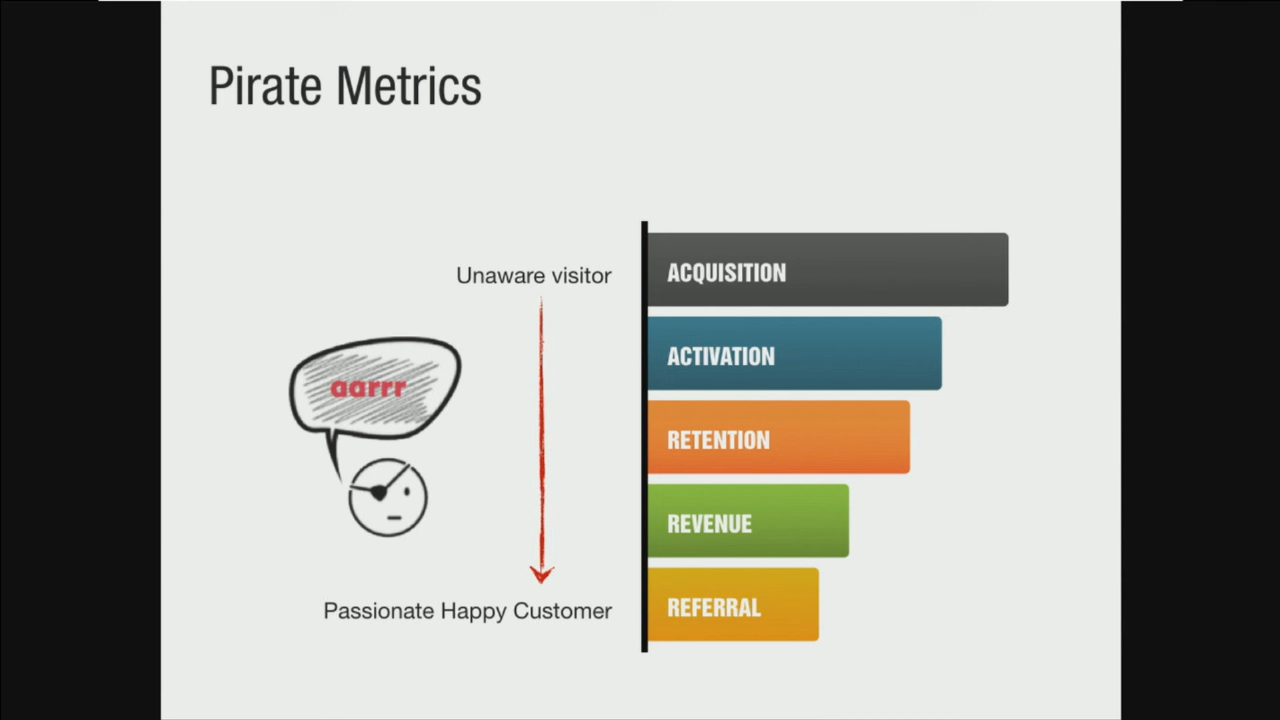 Pirate Metrics
Unaware visitor
aarrr
Passionate Happy Customer
ACQUISITION
ACTIVATION
RETENTION
REVENUE
REFERRAL